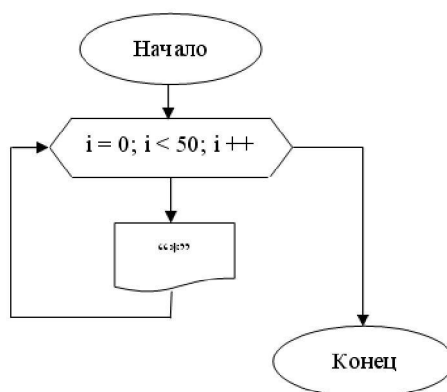 Начало
i = 0; i < 50; i ++
“*”
Конец